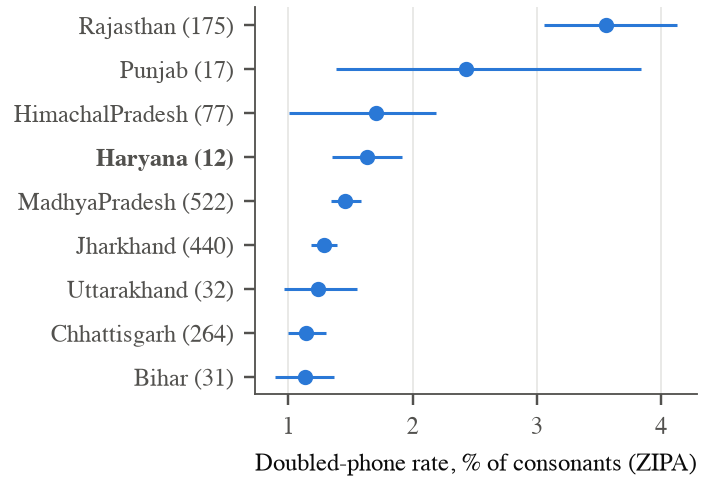 Rajasthan (175)
Punjab (17)
HimachalPradesh (77)
Haryana (12)
MadhyaPradesh (522)
Jharkhand (440)
Uttarakhand (32)
Chhattisgarh (264)
Bihar (31)
1 2 3 4
Doubled-phone rate, % of consonants (ZIPA)